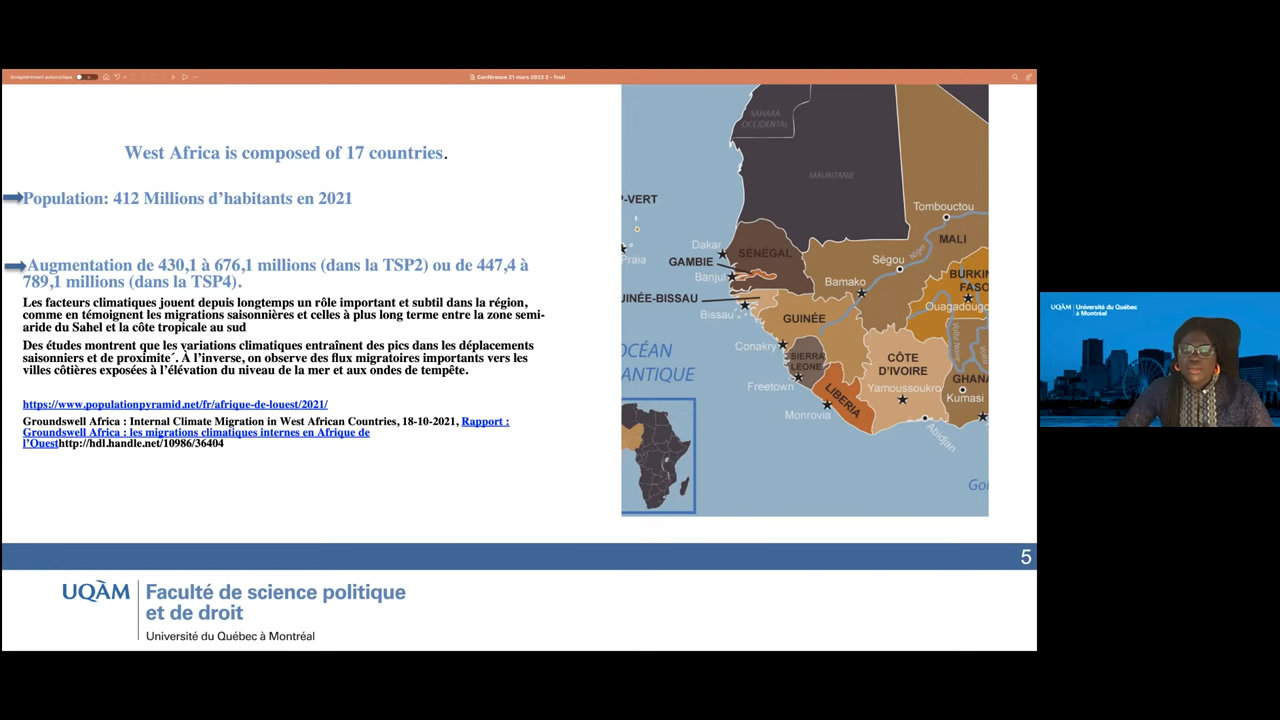 Enregistrement automatique
Conférence 21 mars 2023 2 - final
West Africa is composed of 17 countries.
Population: 412 Millions d’habitants en 2021
Augmentation de 430,1 à 676,1 millions (dans la TSP2) ou de 447,4 à
789,1 millions (dans la TSP4).
Les facteurs climatiques jouent depuis longtemps un rôle important et subtil dans la région,
comme en témoignent les migrations saisonnières et celles à plus long terme entre la zone semi-
aride du Sahel et la côte tropicale au sud
Des études montrent que les variations climatiques entraînent des pics dans les déplacements
saisonniers et de proximite´. À l’inverse, on observe des flux migratoires importants vers les
villes côtières exposées à l’élévation du niveau de la mer et aux ondes de tempête.
https://www.populationpyramid.net/fr/afrique-de-louest/2021/
Groundswell Africa : Internal Climate Migration in West African Countries, 18-10-2021, Rapport :
Groundswell Africa : les migrations climatiques internes en Afrique de
l’Ouesthttp://hdl.handle.net/10986/36404
SAHARA
OCCIDENTAL
MAURITANIE
P-VERT
Praia
Tombouctou
MALI
Niger
Ségou
Dakar
SÉNÉGAL
GAMBIE
Banjul
Bamako
BURKIN
FASO
Ouagadougo
UINÉE-BISSAU
Bissau
GUINÉE
Conakry
SIERRA
LEONE
Freetown
OCÉAN
ANTIQUE
CÔTE
D’IVOIRE
Yamoussoukro
Volta Noire
GHANA
Kumasi
LIBERIA
Monrovia
Abidjan
Gol
5
UQÀM
Faculté de science politique
et de droit
Université du Québec à Montréal
UQÀM
Université du Québec
à Montréal